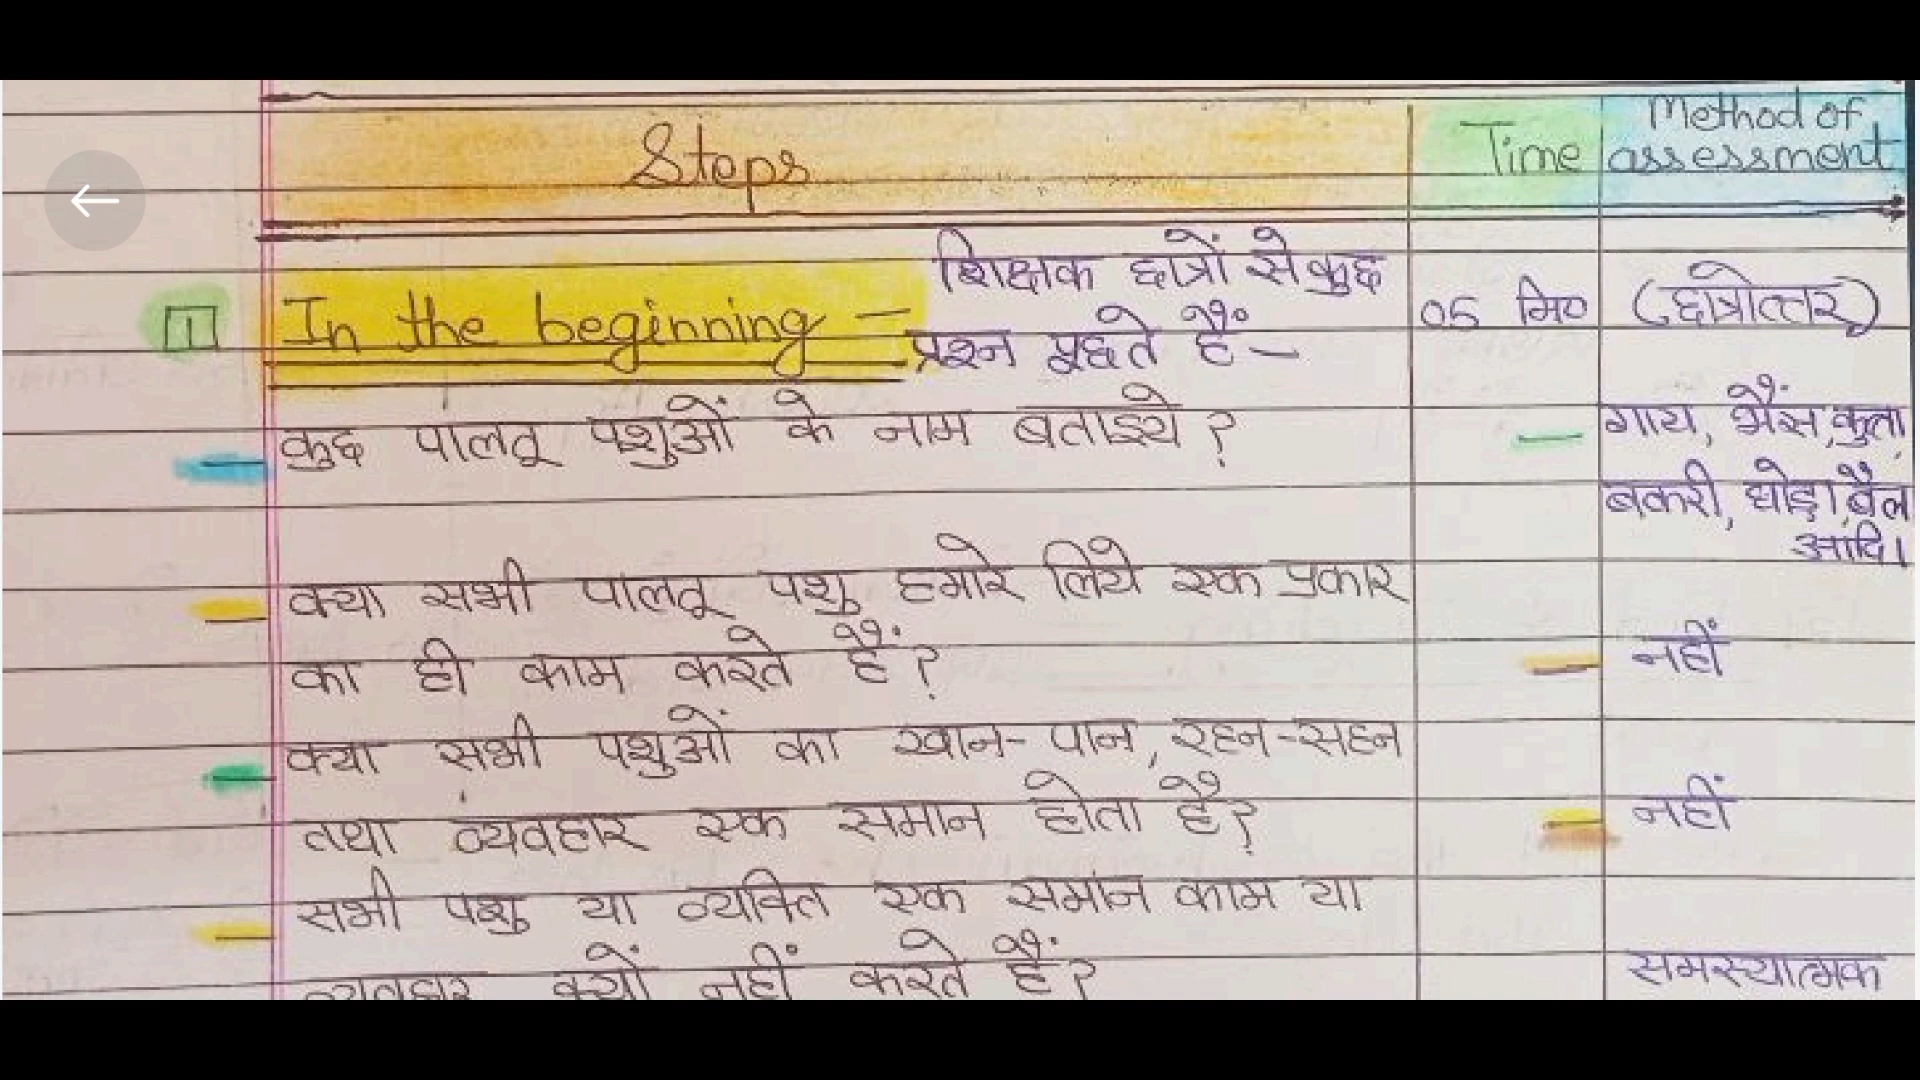 Steps
Time
Method of
assessment
1 In the beginning – शिक्षक छात्रों से कुछ
प्रश्न पूछते हैं –
05 मि०
(छात्रोत्तर)
– कुछ पालतू पशुओं के नाम बताइये?
– गाय, भैंस, कुत्ता,
बकरी, घोड़ा, बैल
आदि।
– क्या सभी पालतू पशु हमारे लिये एक प्रकार
का ही काम करते हैं?
– नहीं
– क्या सभी पशुओं का खान-पान, रहन-सहन
तथा व्यवहार एक समान होता है?
– नहीं
– सभी पशु या व्यक्ति एक समान काम या
व्यवहार क्यों नहीं करते हैं?
समस्यात्मक